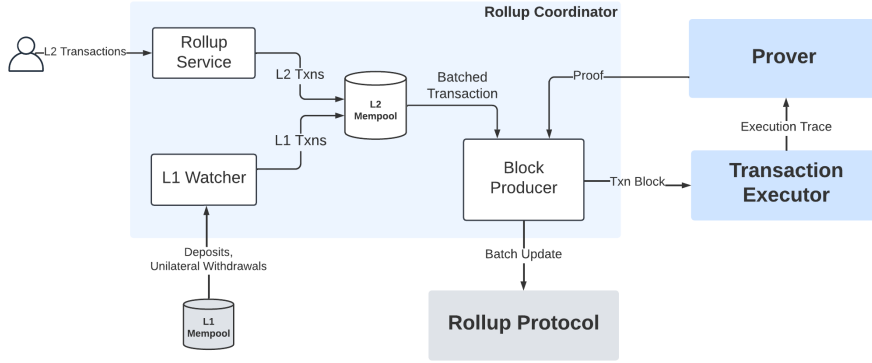 Rollup Coordinator
L2 Transactions
Rollup
Service
L2 Txns
L2
Mempool
Batched
Transaction
Proof
Prover
Execution Trace
L1 Txns
L1 Watcher
Block
Producer
Txn Block
Transaction
Executor
Deposits,
Unilateral Withdrawals
Batch Update
L1
Mempool
Rollup Protocol